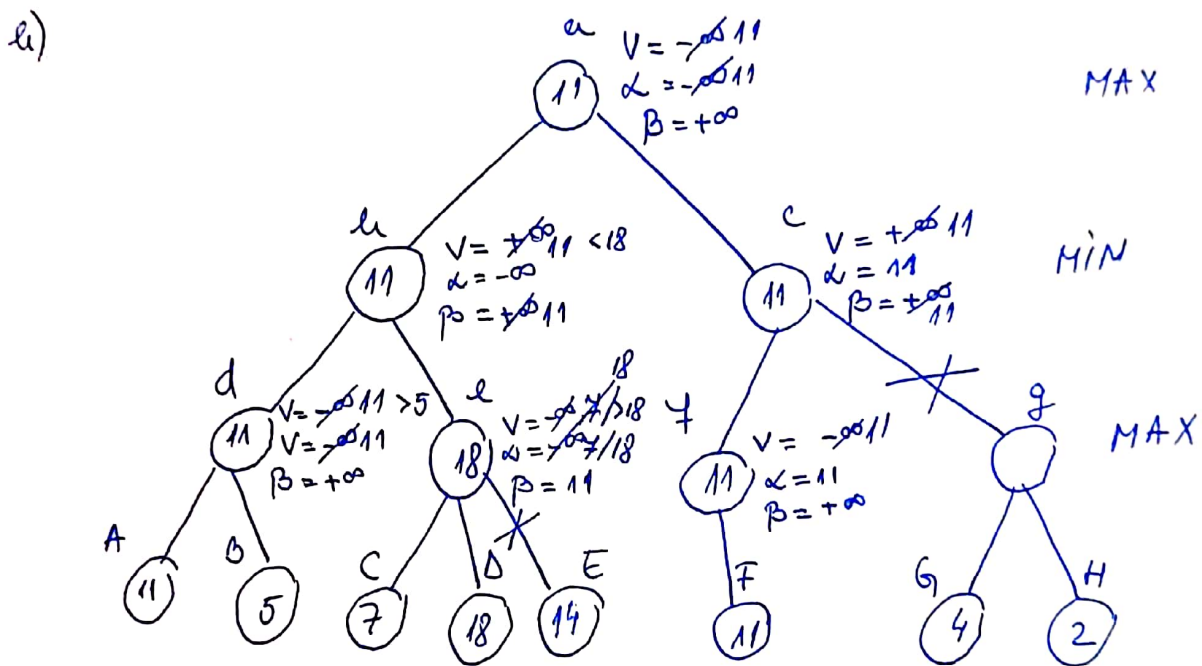 b)
a
V = -∞ 11
11
α = -∞ 11
MAX
β = +∞
b
c
V = +∞ 11 < 18
V = +∞ 11
MIN
11
α = -∞
11
α = 11
β = +∞ 11
β = +∞ 11
d
V = -∞ 11 > 5
e
18
V = -∞ 7/ > 18
f
g
11
V = -∞ 11
18
α = -∞ 7/18
V = -∞ 11
MAX
β = +∞
β = 11
11
α = 11
β = +∞
A
B
C
D
E
F
G
H
11
5
7
18
14
11
4
2